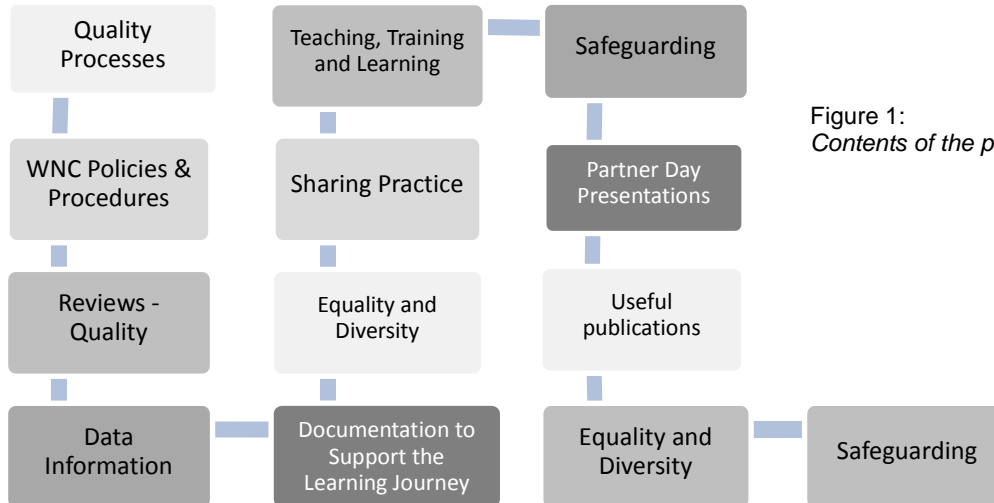 Quality
Processes
WNC Policies &
Procedures
Reviews -
Quality
Data
Information
Documentation to
Support the
Learning Journey
Equality and
Diversity
Sharing Practice
Teaching, Training
and Learning
Safeguarding
Partner Day
Presentations
Useful
publications
Equality and
Diversity
Safeguarding
Figure 1:
Contents of the p